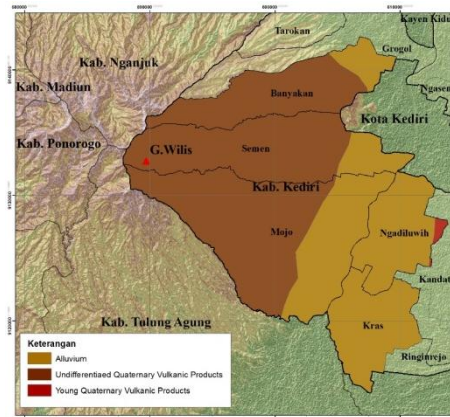 Kayen Kidu
Tarokan
Grogol
Kab. Nganjuk
Ngasem
Kab. Madiun
Banyakan
Kota Kediri
Kab. Ponorogo
G.Wilis
Semen
Kab. Kediri
Mojo
Ngadiluwih
Kandat
Kab. Tulung Agung
Kras
Ringinrejo
Keterangan
Alluvium
Undifferentiaed Quaternary Vulkanic Products
Young Quaternary Vulkanic Products